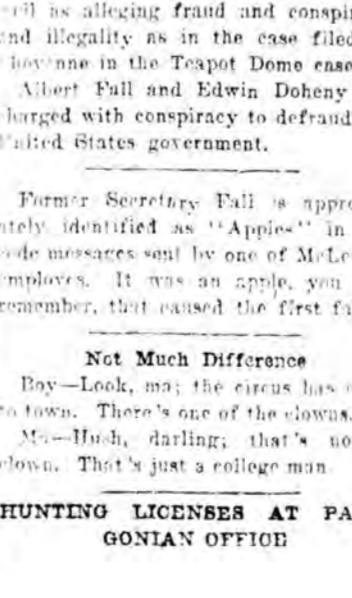 as alleging fraud and conspi
nd illegality as in the case filed
in the Teapot Dome case
Albert Fall and Edwin Doheny
harged with conspiracy to defraud
United States government.
Former Secretary Fall is appro
ately identified as "Apples" in
ode messages sent by one of McLe
employes. It was an apple, you
remember, that caused the first fa
Not Much Difference
Boy—Look, ma; the circus has c
to town. There's one of the clowns.
Ma—Hush, darling; that's no
clown. That's just a college man
HUNTING LICENSES AT PA
GONIAN OFFICE